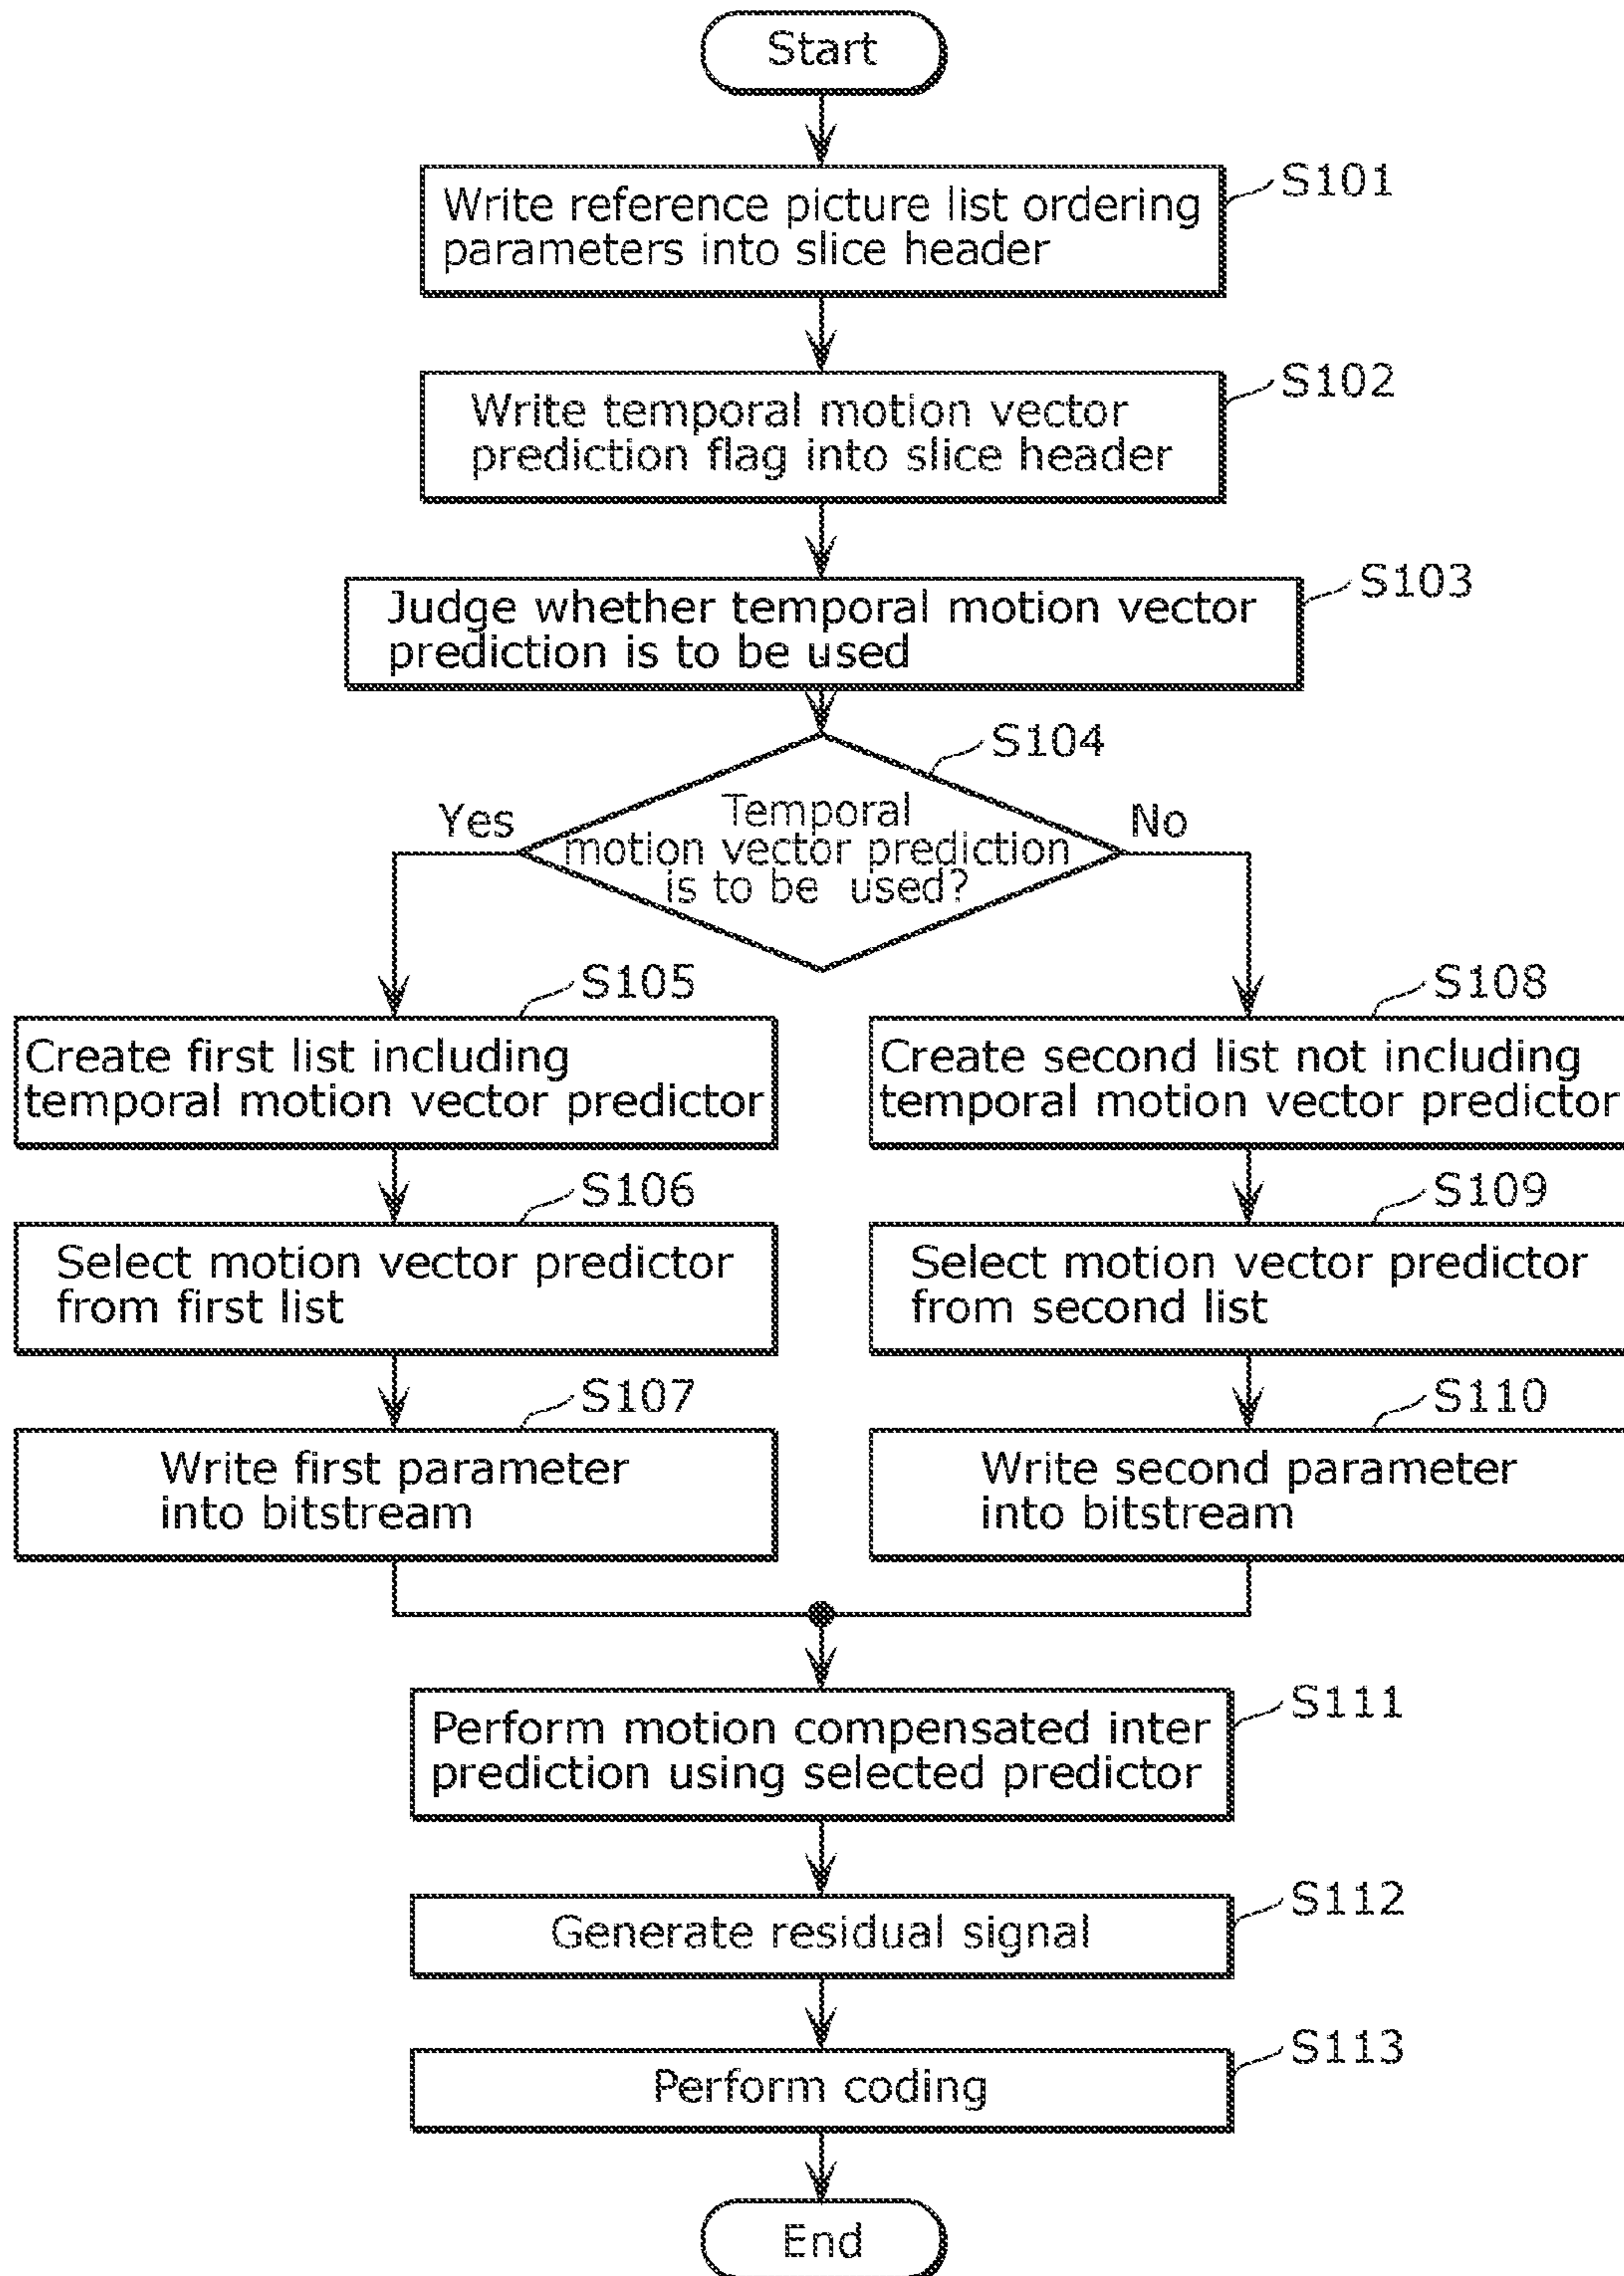 Start
S101
Write reference picture list ordering
parameters into slice header
S102
Write temporal motion vector
prediction flag into slice header
S103
Judge whether temporal motion vector
prediction is to be used
S104
Yes
Temporal
motion vector prediction
is to be used?
No
S105
Create first list including
temporal motion vector predictor
S108
Create second list not including
temporal motion vector predictor
S106
Select motion vector predictor
from first list
S109
Select motion vector predictor
from second list
S107
Write first parameter
into bitstream
S110
Write second parameter
into bitstream
S111
Perform motion compensated inter
prediction using selected predictor
S112
Generate residual signal
S113
Perform coding
End